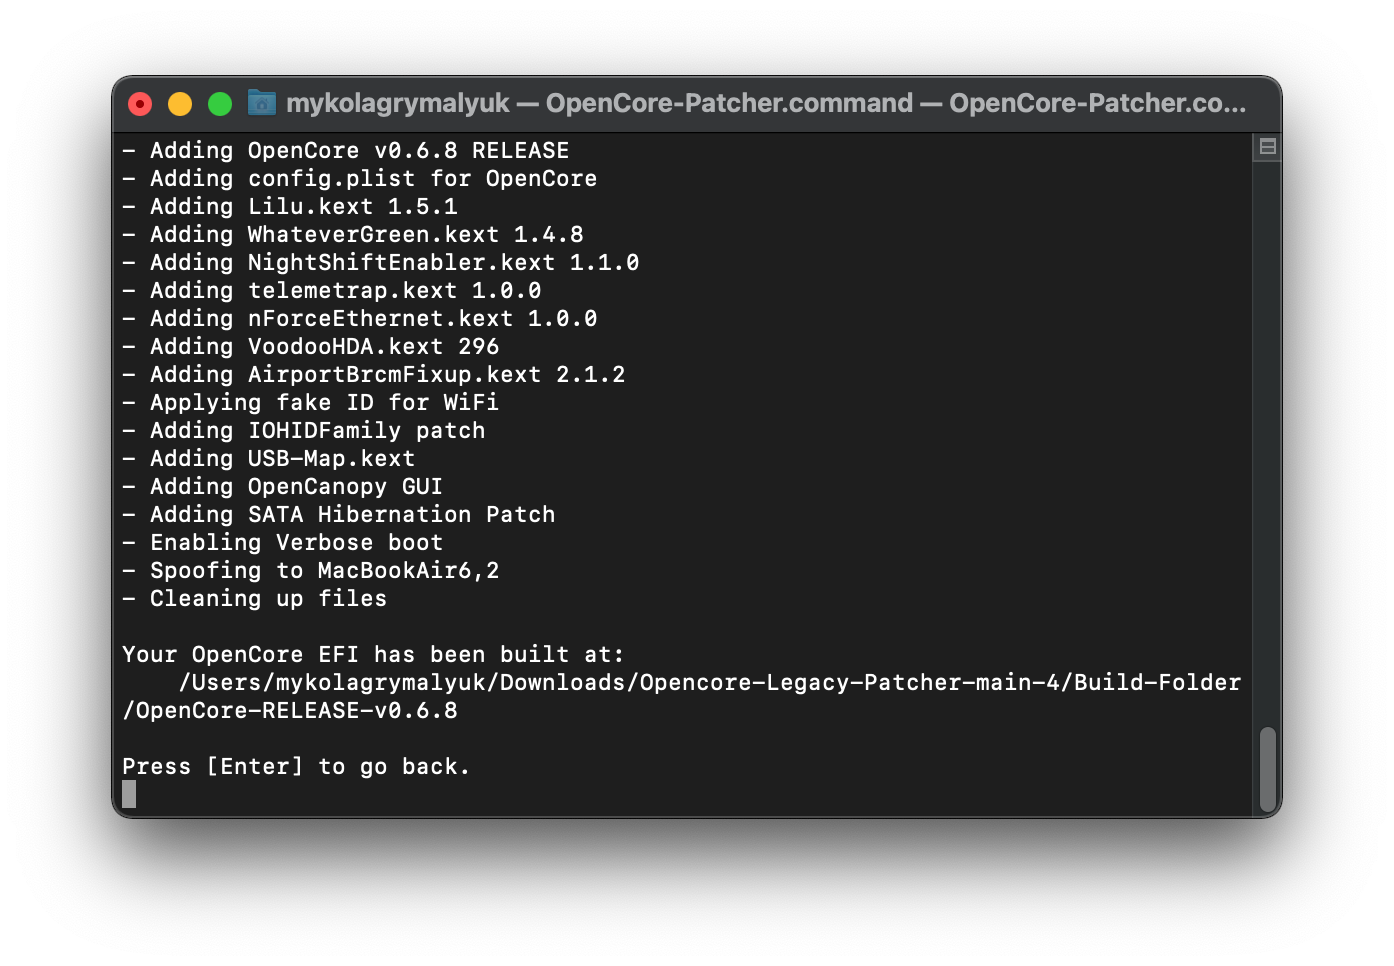 mykolagrymalyuk — OpenCore-Patcher.command — OpenCore-Patcher.co...
- Adding OpenCore v0.6.8 RELEASE
- Adding config.plist for OpenCore
- Adding Lilu.kext 1.5.1
- Adding WhateverGreen.kext 1.4.8
- Adding NightShiftEnabler.kext 1.1.0
- Adding telemetrap.kext 1.0.0
- Adding nForceEthernet.kext 1.0.0
- Adding VoodooHDA.kext 296
- Adding AirportBrcmFixup.kext 2.1.2
- Applying fake ID for WiFi
- Adding IOHIDFamily patch
- Adding USB-Map.kext
- Adding OpenCanopy GUI
- Adding SATA Hibernation Patch
- Enabling Verbose boot
- Spoofing to MacBookAir6,2
- Cleaning up files
Your OpenCore EFI has been built at:
/Users/mykolagrymalyuk/Downloads/Opencore-Legacy-Patcher-main-4/Build-Folder
/OpenCore-RELEASE-v0.6.8
Press [Enter] to go back.